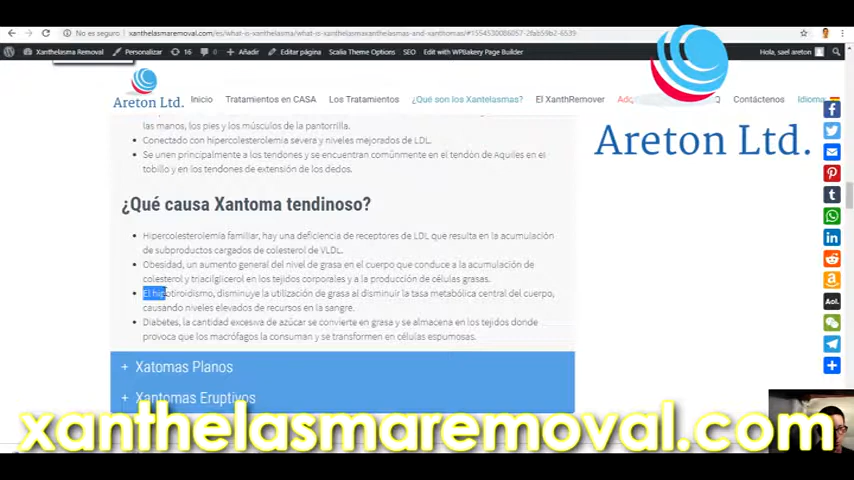 No es seguro | xanthelasmaremoval.com/es/what-is-xanthelasma/what-is-xanthelasmaxanthelasmas-and-xanthomas/#1554530086057-2fab59b2-6539
Xanthelasma Removal Personalizar 16 0 Añadir Editar página Scalia Theme Options SEO Edit with WPBakery Page Builder Hola, sael areton
Areton Ltd.
Inicio Tratamientos en CASA Los Tratamientos ¿Qué son los Xantelasmas? El XanthRemover Contáctenos Idioma
Areton Ltd.
las manos, los pies y los músculos de la pantorrilla.
Conectado con hipercolesterolemia severa y niveles mejorados de LDL.
Se unen principalmente a los tendones y se encuentran comúnmente en el tendón de Aquiles en el
tobillo y en los tendones de extensión de los dedos.
¿Qué causa Xantoma tendinoso?
Hipercolesterolemia familiar, hay una deficiencia de receptores de LDL que resulta en la acumulación
de subproductos cargados de colesterol de VLDL.
Obesidad, un aumento general del nivel de grasa en el cuerpo que conduce a la acumulación de
colesterol y triacilglicerol en los tejidos corporales y a la producción de células grasas.
El hipotiroidismo, disminuye la utilización de grasa al disminuir la tasa metabólica central del cuerpo,
causando niveles elevados de recursos en la sangre.
Diabetes, la cantidad excesiva de azúcar se convierte en grasa y se almacena en los tejidos donde
provoca que los macrófagos la consuman y se transformen en células espumosas.
+ Xatomas Planos
+ Xantomas Eruptivos
Aol.
xanthelasmaremoval.com